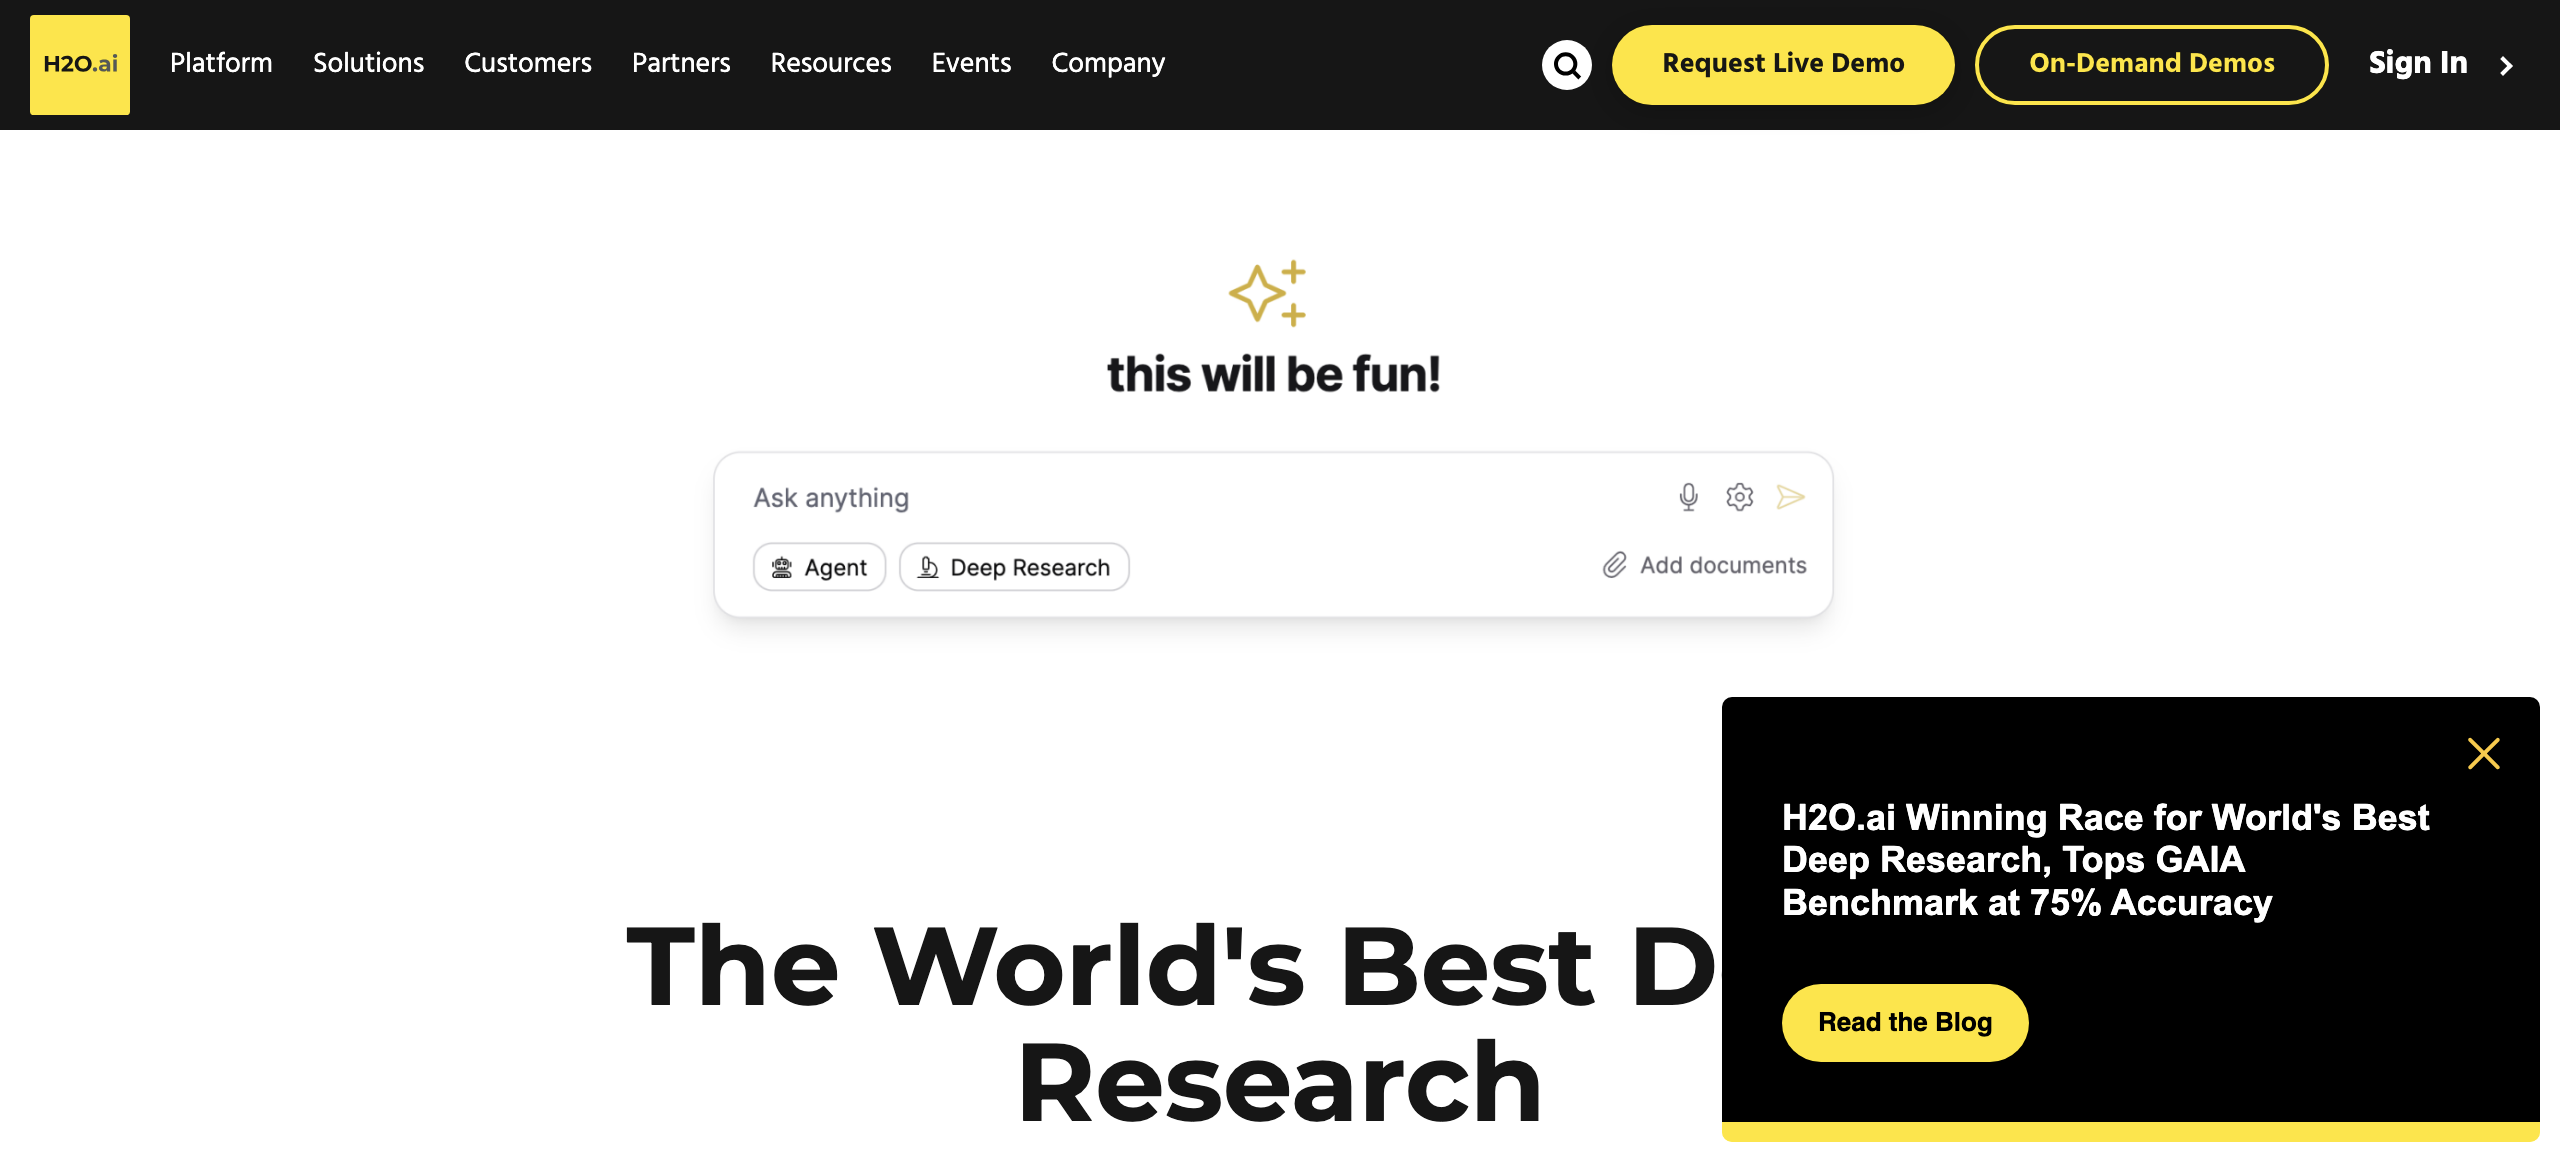 H2O.ai
Platform Solutions Customers Partners Resources Events Company
Request Live Demo
On-Demand Demos
Sign In
this will be fun!
Ask anything
Agent
Deep Research
Add documents
The World's Best D
Research
H2O.ai Winning Race for World's Best
Deep Research, Tops GAIA
Benchmark at 75% Accuracy
Read the Blog